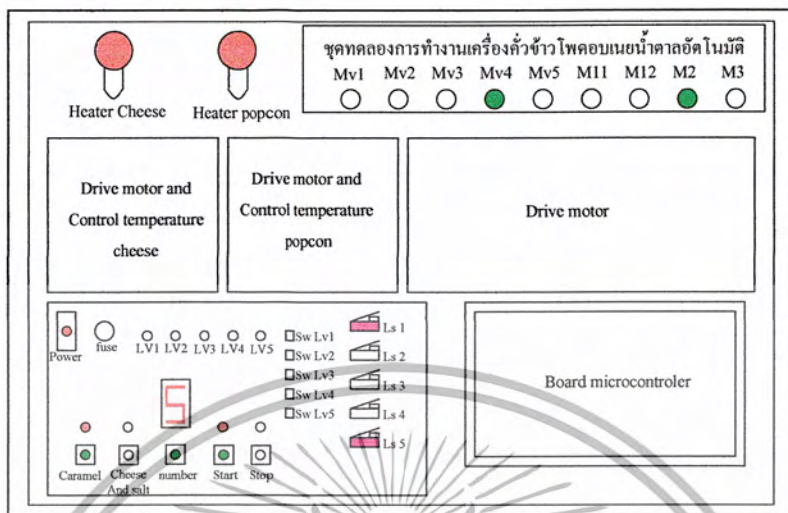 ชุดทดลองการทำงานเครื่องคั่วข้าวโพดอบเนยน้ำตาลอัตโนมัติ
Mv1 Mv2 Mv3 Mv4 Mv5 M11 M12 M2 M3
Heater Cheese Heater popcon
Drive motor and
Control temperature
cheese
Drive motor and
Control temperature
popcon
Drive motor
Power fuse LV1 LV2 LV3 LV4 LV5
Sw Lv1 Ls 1
Sw Lv2 Ls 2
Sw Lv3 Ls 3
Sw Lv4 Ls 4
Sw Lv5 Ls 5
5
Caramel Cheese number Start Stop
And salt
Board microcontroler